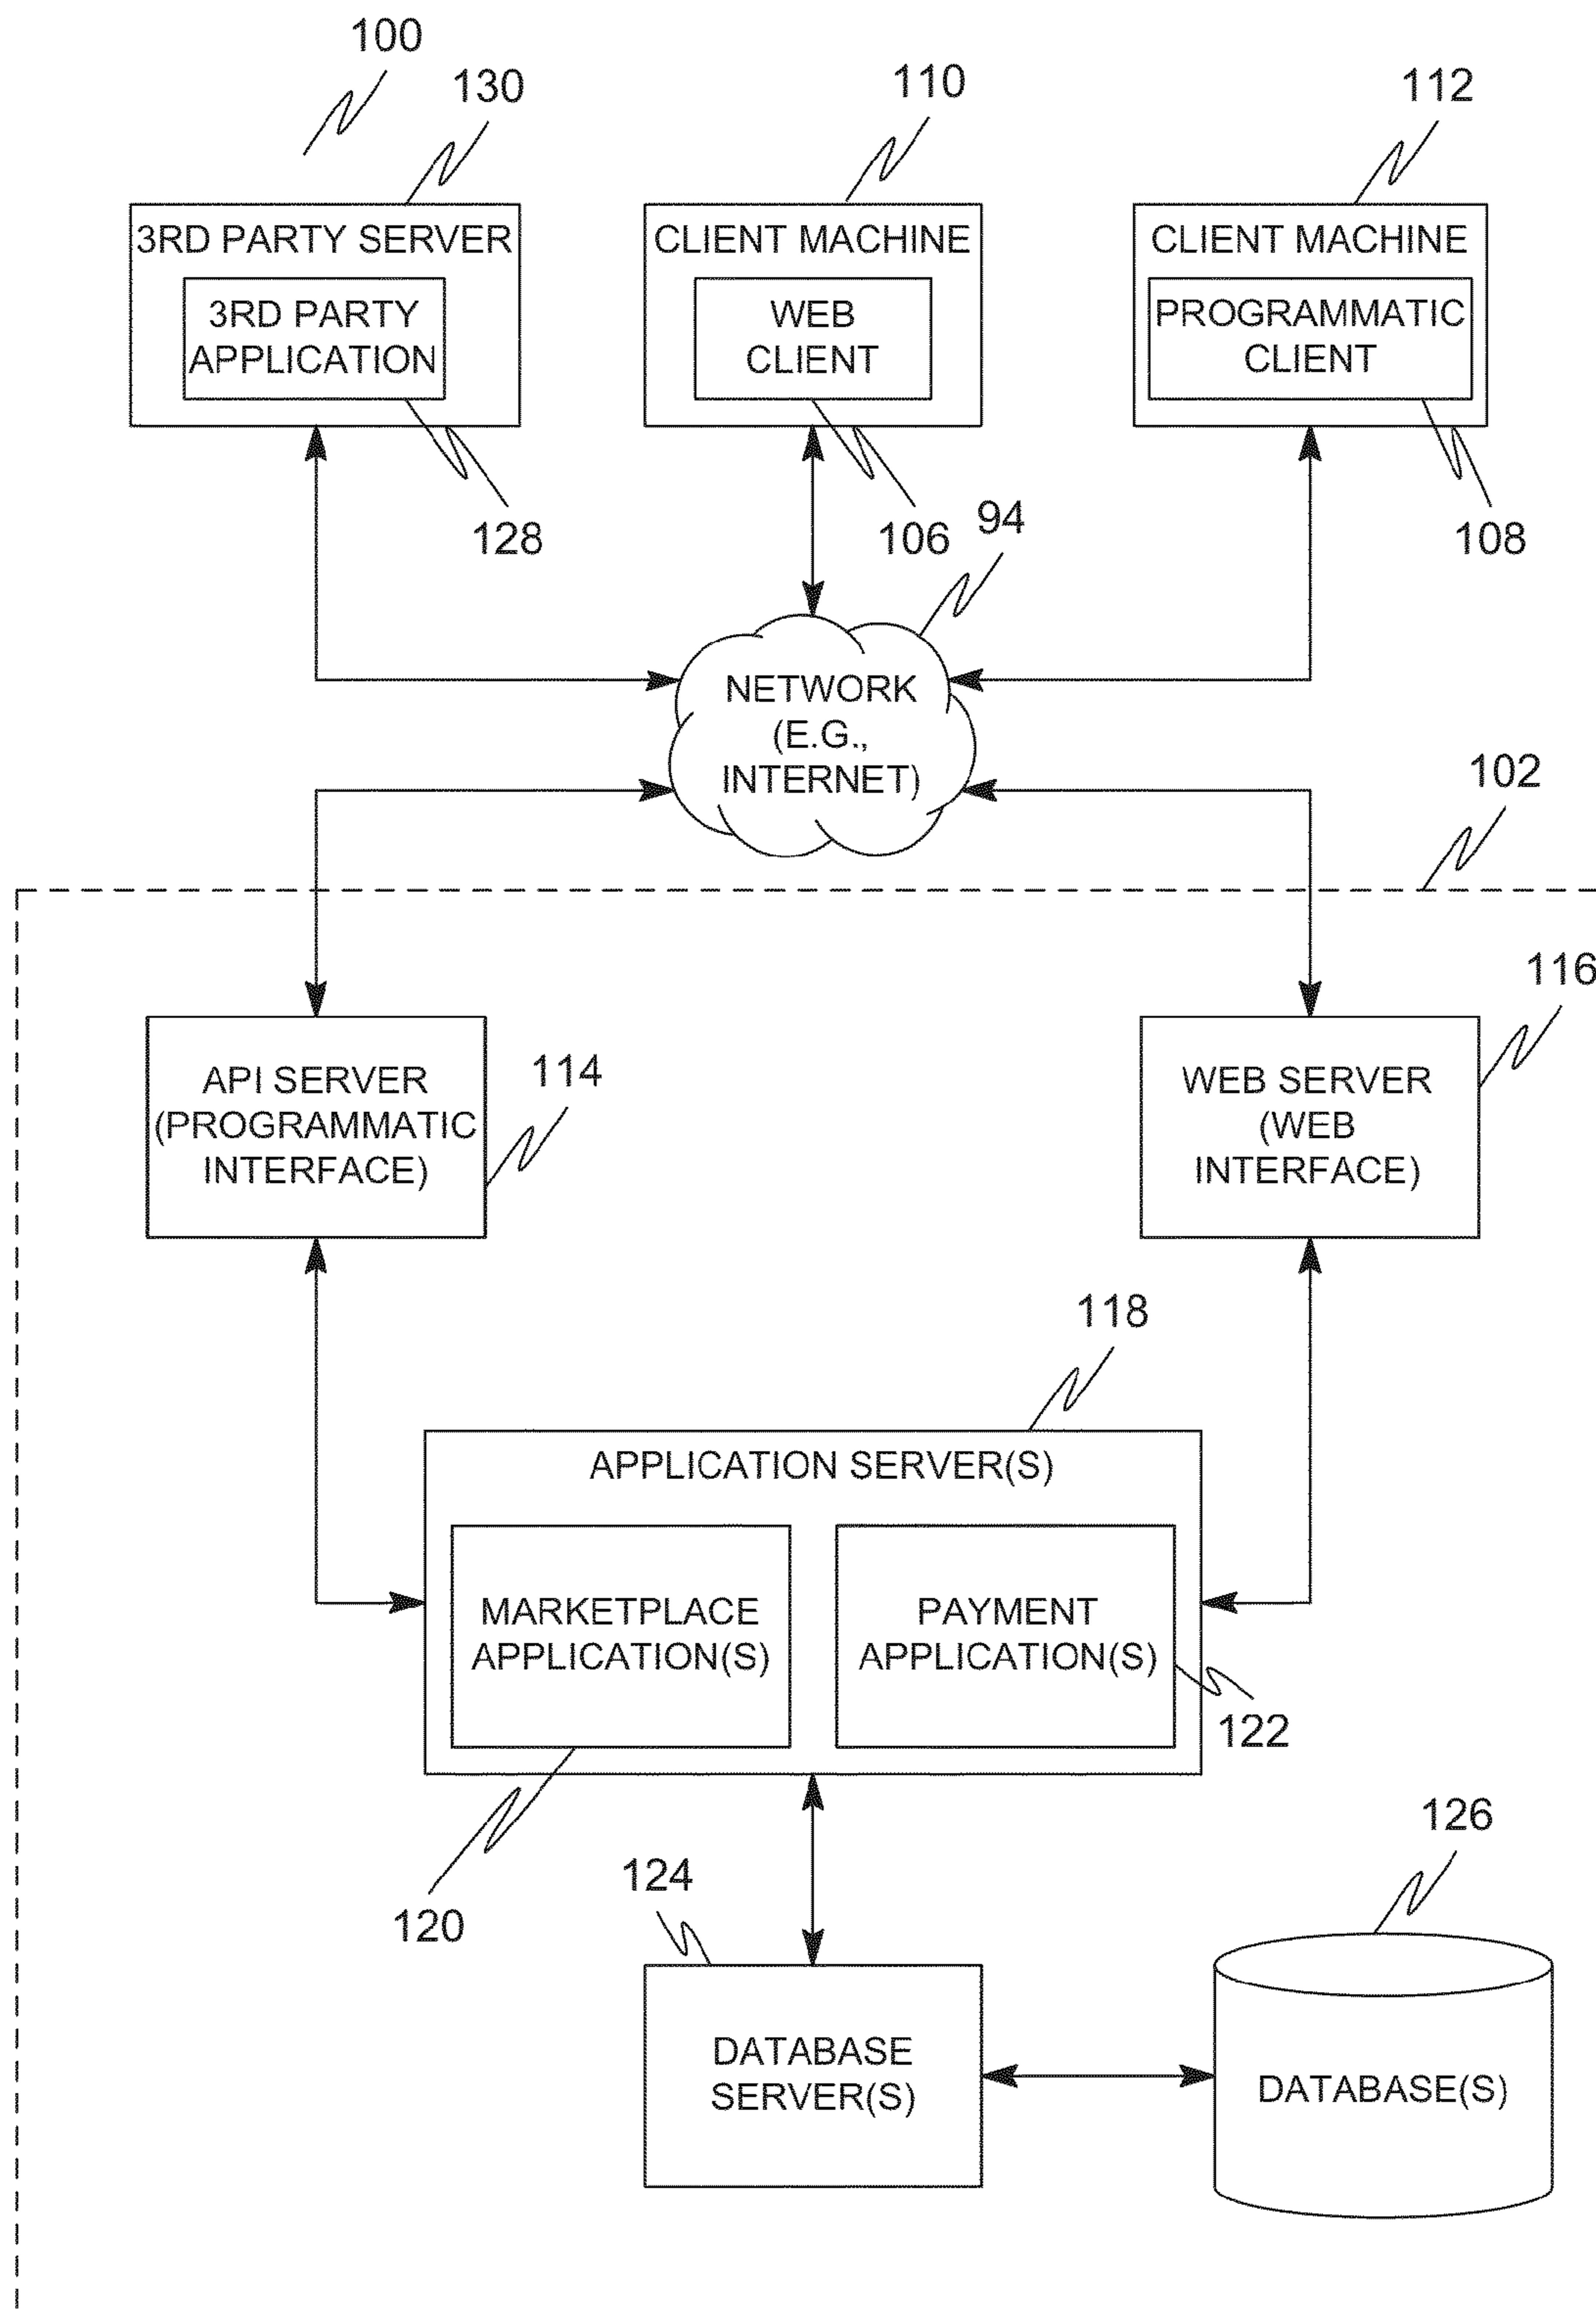 100
130
110
112
3RD PARTY SERVER
3RD PARTY
APPLICATION
CLIENT MACHINE
WEB
CLIENT
CLIENT MACHINE
PROGRAMMATIC
CLIENT
128
106
94
108
NETWORK
(E.G.,
INTERNET)
102
116
API SERVER
(PROGRAMMATIC
INTERFACE)
114
WEB SERVER
(WEB
INTERFACE)
118
APPLICATION SERVER(S)
MARKETPLACE
APPLICATION(S)
PAYMENT
APPLICATION(S)
122
120
124
126
DATABASE
SERVER(S)
DATABASE(S)